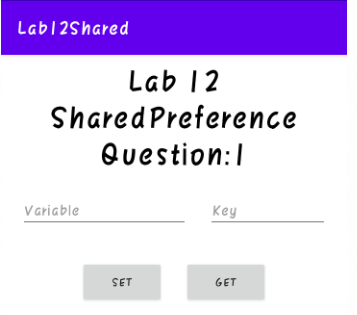 Lab12Shared
Lab 12
SharedPreference
Question:1
Variable Key
SET GET